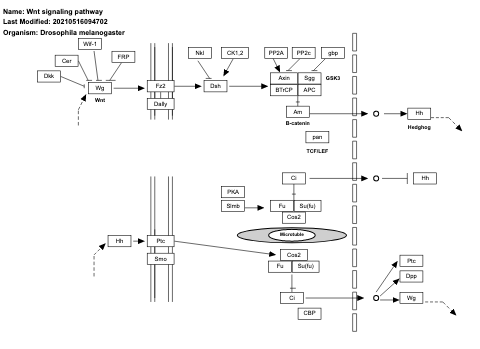 Name: Wnt signaling pathway
Last Modified: 20210516094702
Organism: Drosophila melanogaster
Wif-1
Cer
FRP
Dkk
Wg
Wnt
Fz2
Dally
Nkl
CK1,2
Dsh
PP2A
PP2c
gbp
Axin
Sgg
GSK3
BTrCP
APC
Arm
B-catenin
Hh
Hedghog
pan
TCF/LEF
Ci
Hh
PKA
Slmb
Fu
Su(fu)
Cos2
Microtuble
Hh
Ptc
Smo
Cos2
Fu
Su(fu)
Ci
CBP
Ptc
Dpp
Wg